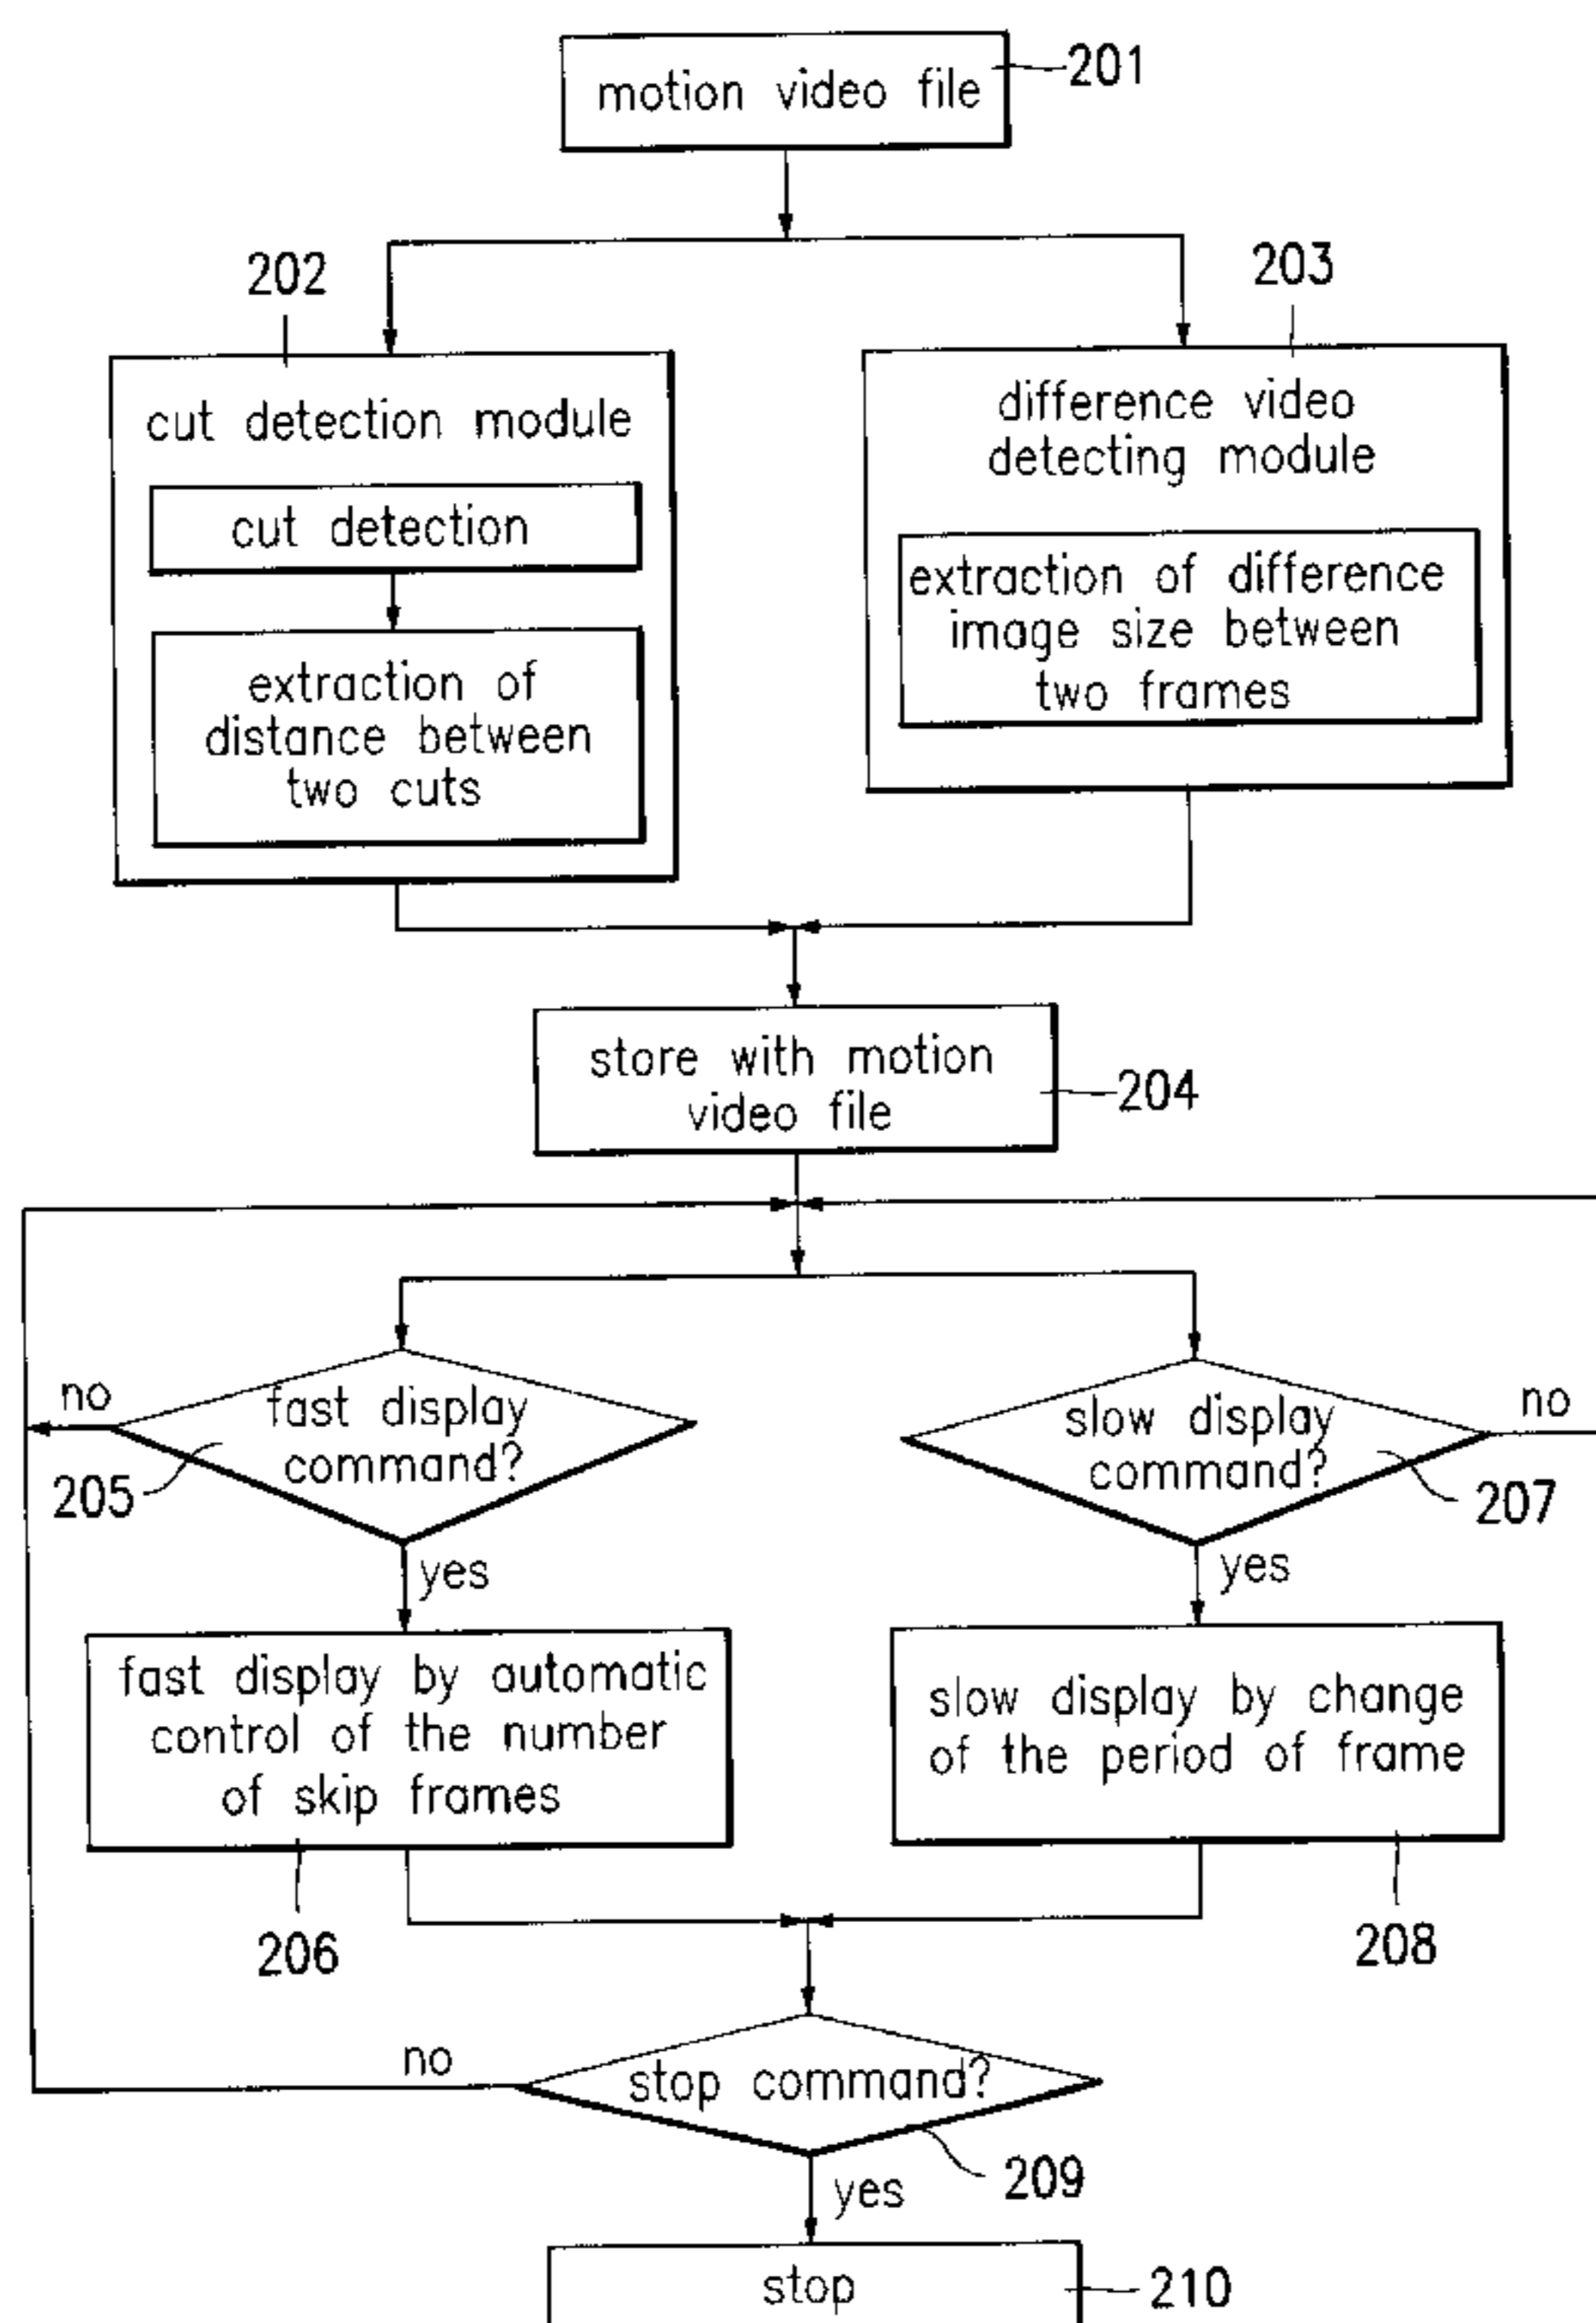 motion video file
201
202
203
cut detection module
cut detection
extraction of
distance between
two cuts
difference video
detecting module
extraction of difference
image size between
two frames
store with motion
video file
204
no
fast display
command?
205
yes
slow display
command?
no
207
yes
fast display by automatic
control of the number
of skip frames
206
slow display by change
of the period of frame
208
no
stop command?
209
yes
stop
210